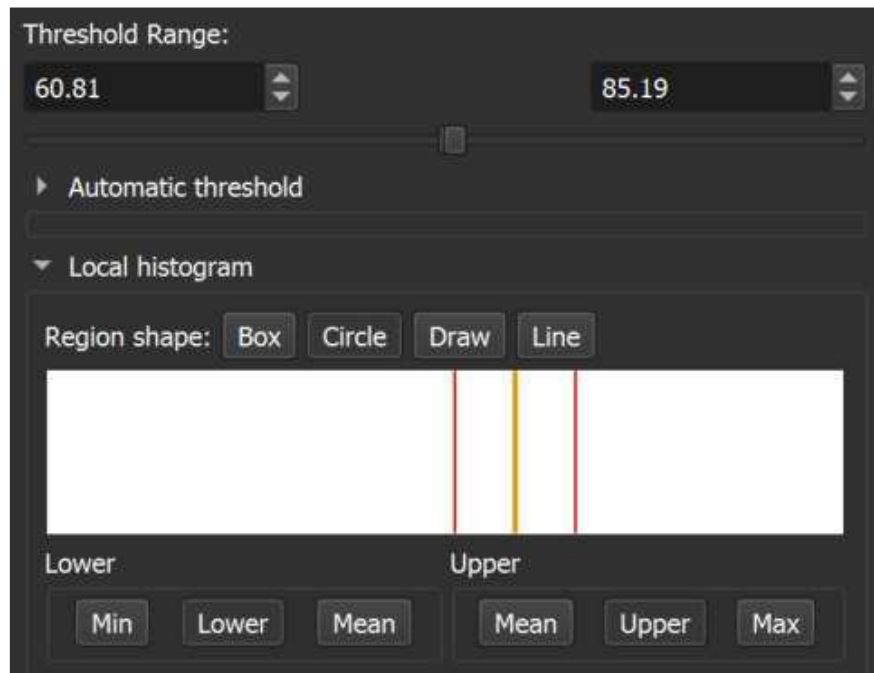 Threshold Range:
60.81 85.19
Automatic threshold
Local histogram
Region shape: Box Circle Draw Line
Lower Upper
Min Lower Mean Mean Upper Max